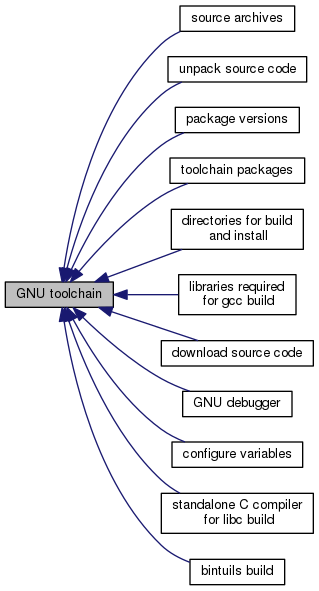 source archives
unpack source code
package versions
toolchain packages
directories for build
and install
GNU toolchain
libraries required
for gcc build
download source code
GNU debugger
configure variables
standalone C compiler
for libc build
bintuils build